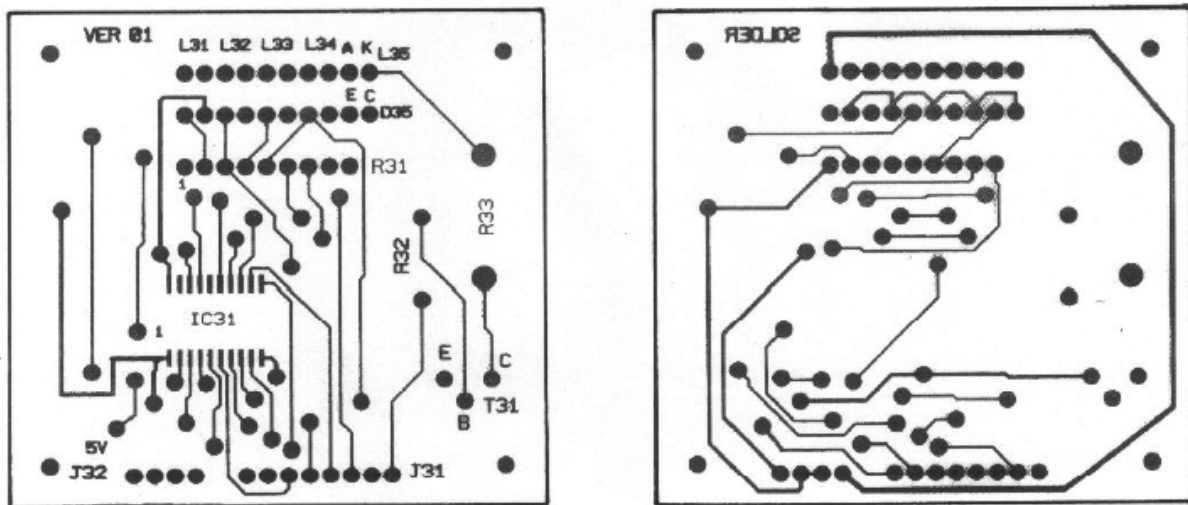 VER 01
L31 L32 L33 L34 A K L35
E C
D35
R31
1
R33
R32
IC31
1
E
C
T31
B
5V
J32
J31
SOLDER